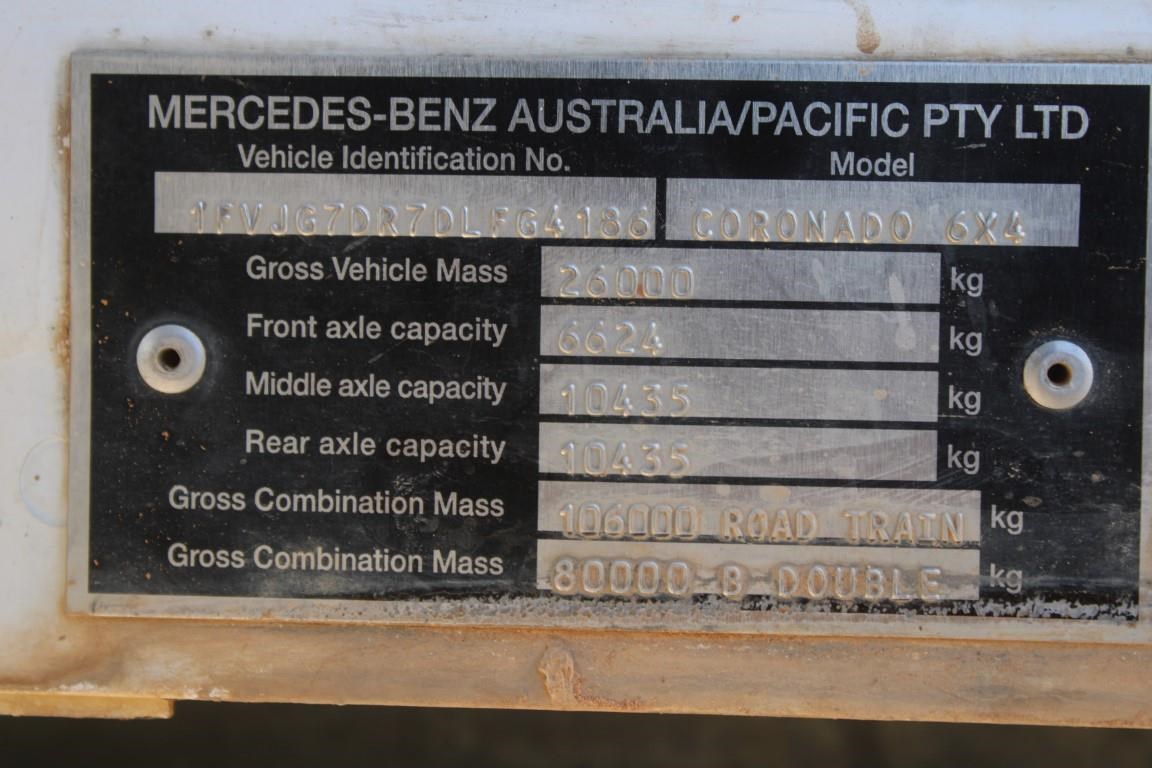 MERCEDES-BENZ AUSTRALIA/PACIFIC PTY LTD
Vehicle Identification No. Model
1FVJG7DR7DLFG4186 CORONADO 6X4
Gross Vehicle Mass 26000 kg
Front axle capacity 6624 kg
Middle axle capacity 10435 kg
Rear axle capacity 10435 kg
Gross Combination Mass 106000 ROAD TRAIN kg
Gross Combination Mass 80000 B DOUBLE kg